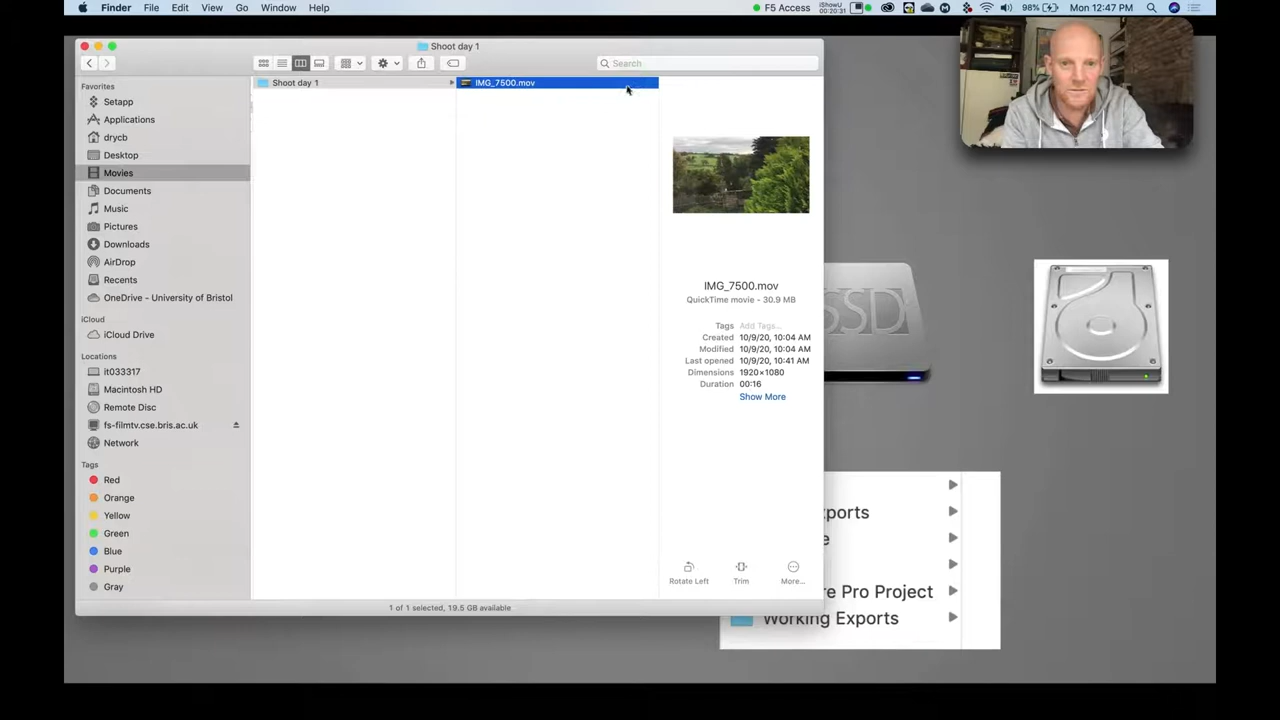 Finder File Edit View Go Window Help
F5 Access iShowU 00:20:31 98% Mon 12:47 PM
Shoot day 1
Search
Favorites
Setapp
Applications
drycb
Desktop
Movies
Documents
Music
Pictures
Downloads
AirDrop
Recents
OneDrive - University of Bristol
iCloud
iCloud Drive
Locations
it033317
Macintosh HD
Remote Disc
fs-filmtv.cse.bris.ac.uk
Network
Tags
Red
Orange
Yellow
Green
Blue
Purple
Gray
Shoot day 1
IMG_7500.mov
IMG_7500.mov
QuickTime movie - 30.9 MB
Tags Add Tags...
Created 10/9/20, 10:04 AM
Modified 10/9/20, 10:04 AM
Last opened 10/9/20, 10:41 AM
Dimensions 1920×1080
Duration 00:16
Show More
Rotate Left Trim More...
1 of 1 selected, 19.5 GB available
SSD
xports
e
re Pro Project
Working Exports